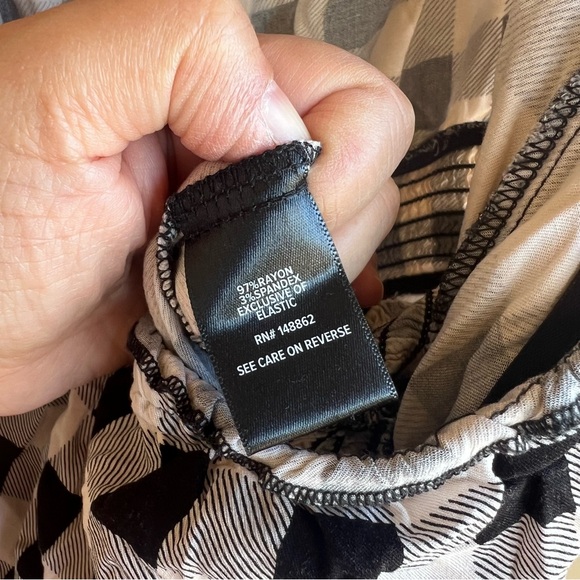 97%RAYON
3%SPANDEX
EXCLUSIVE OF
ELASTIC
RN# 148862
SEE CARE ON REVERSE